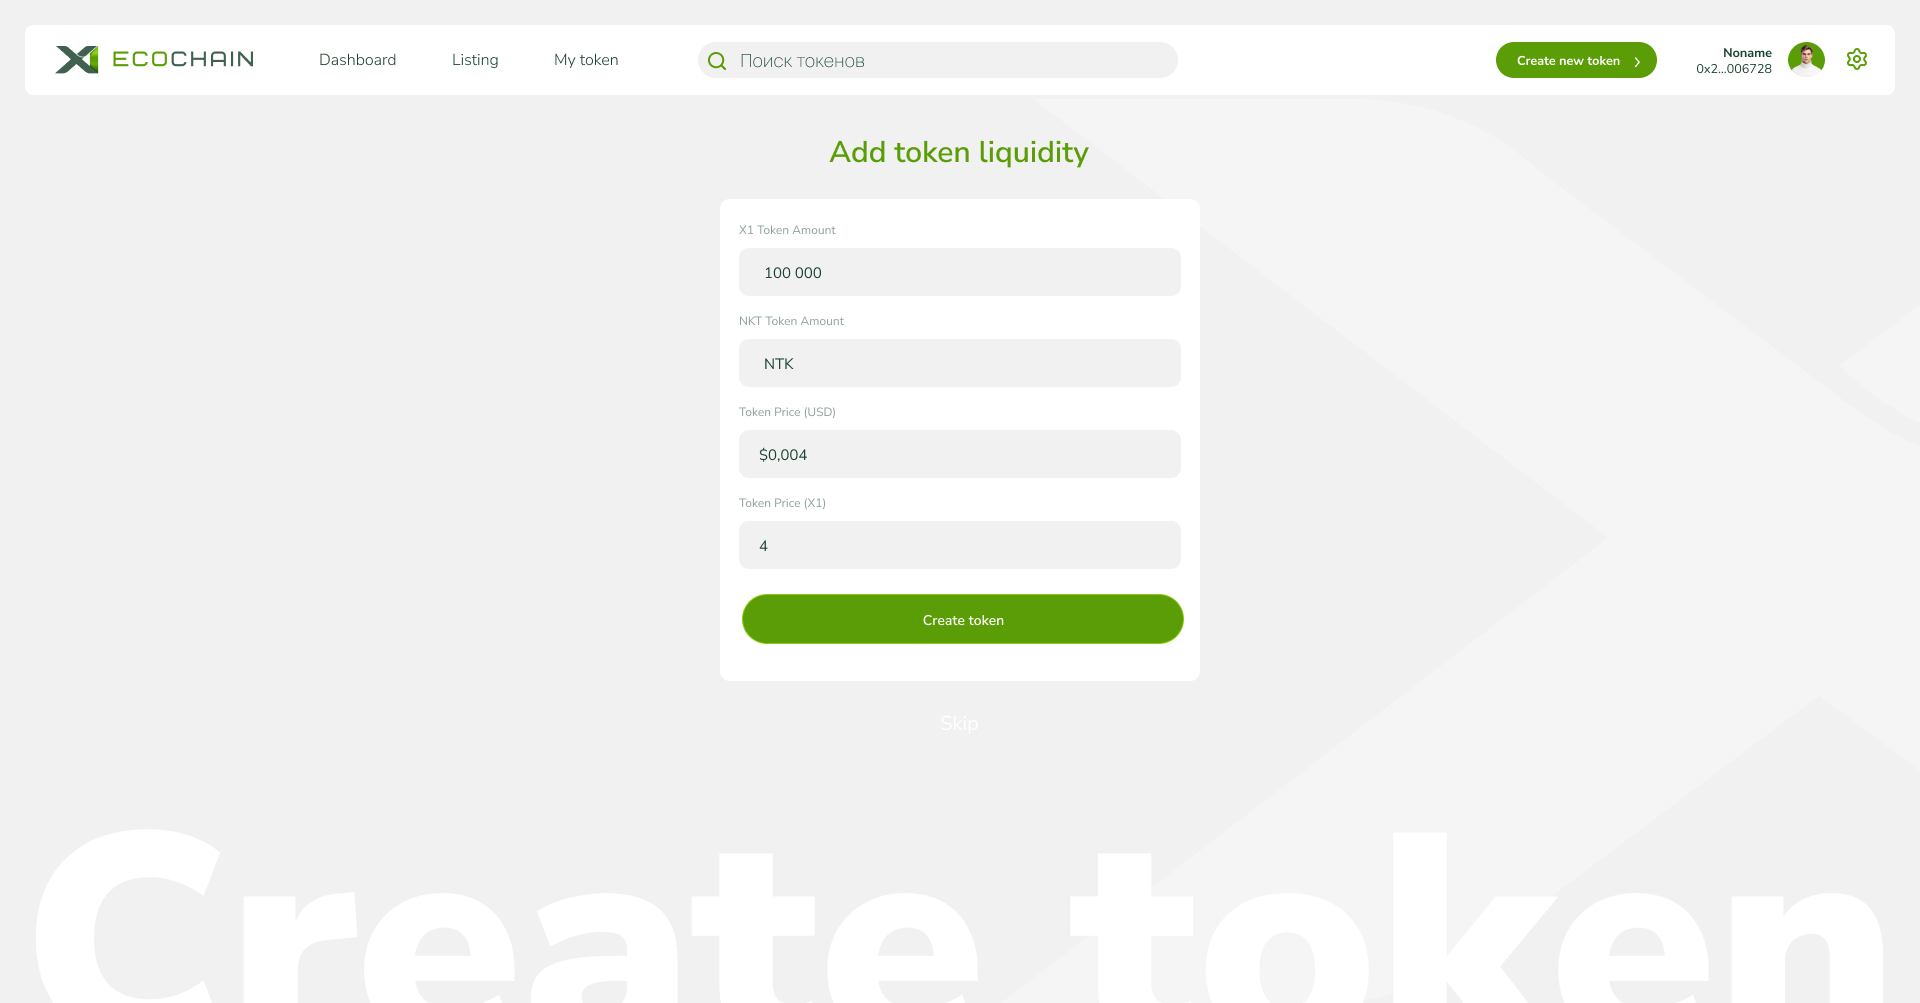 ECOCHAIN
Dashboard
Listing
My token
Поиск токенов
Create new token
Noname
0x2...006728
Add token liquidity
X1 Token Amount
100 000
NKT Token Amount
NTK
Token Price (USD)
$0,004
Token Price (X1)
4
Create token
Skip
Create token